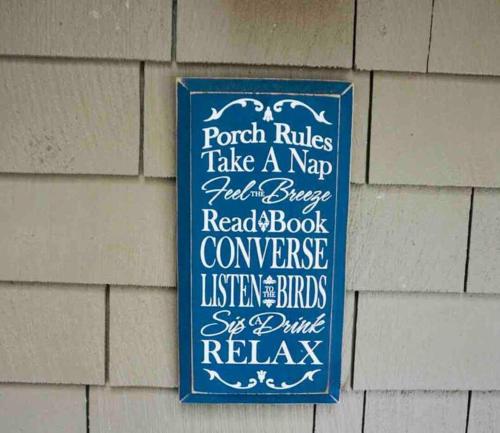 Porch Rules
Take A Nap
Feel THE Breeze
Read A Book
CONVERSE
LISTEN TO THE BIRDS
Sip A Drink
RELAX